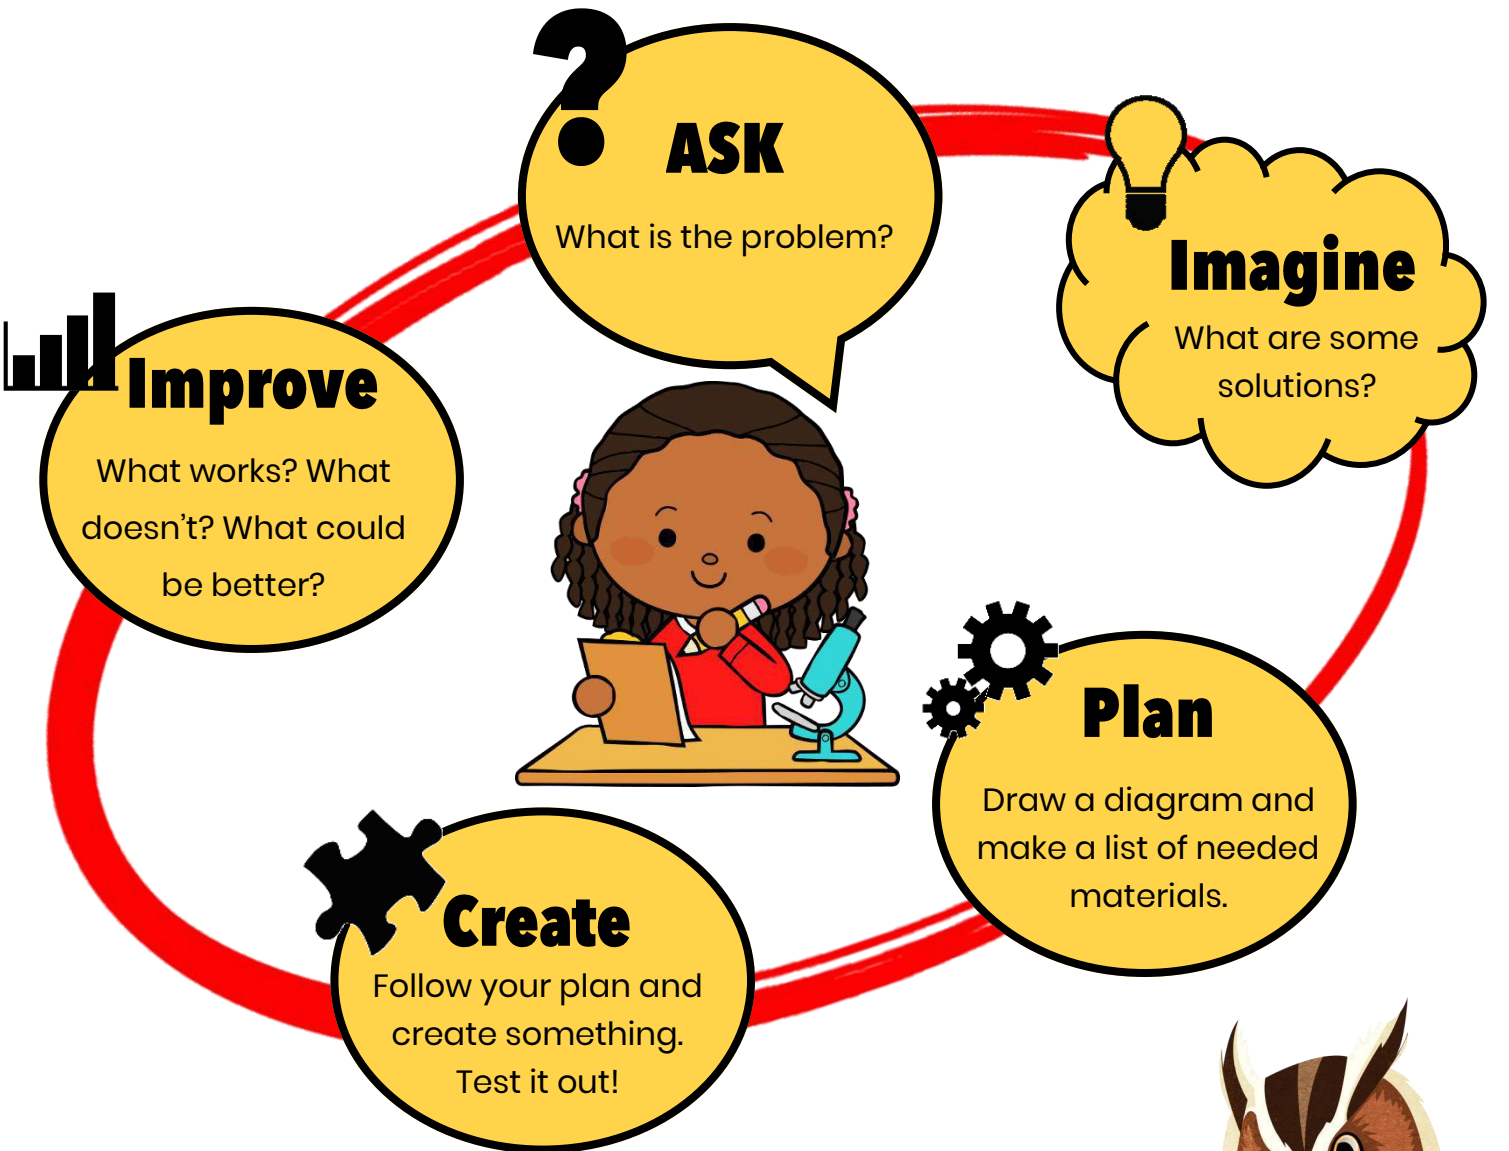 ASK
What is the problem?
Imagine
What are some
solutions?
Plan
Draw a diagram and
make a list of needed
materials.
Create
Follow your plan and
create something.
Test it out!
Improve
What works? What
doesn't? What could
be better?